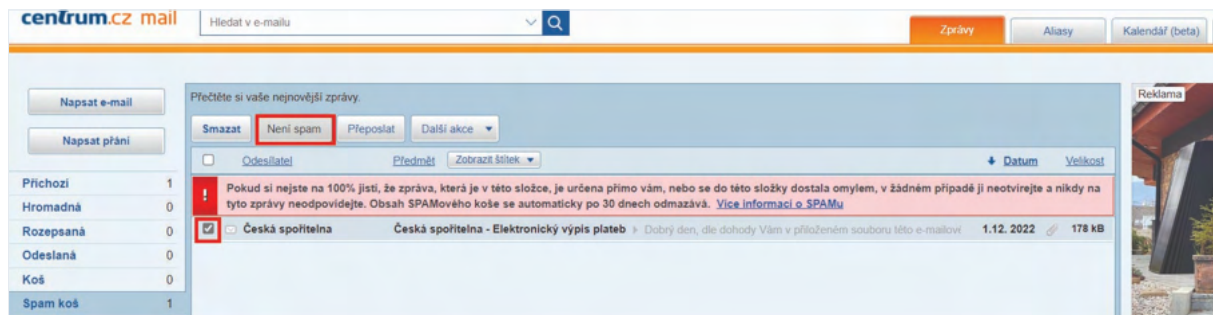 centrum.cz mail
Hledat v e-mailu
Zprávy
Aliasy
Kalendář (beta)
Napsat e-mail
Napsat přání
Příchozí 1
Hromadná 0
Rozepsaná 0
Odeslaná 0
Koš 0
Spam koš 1
Přečtěte si vaše nejnovější zprávy.
Smazat Není spam Přeposlat Další akce
Odesílatel Předmět Zobrazit štítek Datum Velikost
! Pokud si nejste na 100% jisti, že zpráva, která je v této složce, je určena přímo vám, nebo se do této složky dostala omylem, v žádném případě ji neotvírejte a nikdy na
tyto zprávy neodpovídejte. Obsah SPAMového koše se automaticky po 30 dnech odmazává. Více informací o SPAMu
Česká spořitelna Česká spořitelna - Elektronický výpis plateb Dobrý den, dle dohody Vám v přiloženém souboru této e-mailové 1.12. 2022 178 kB
Reklama